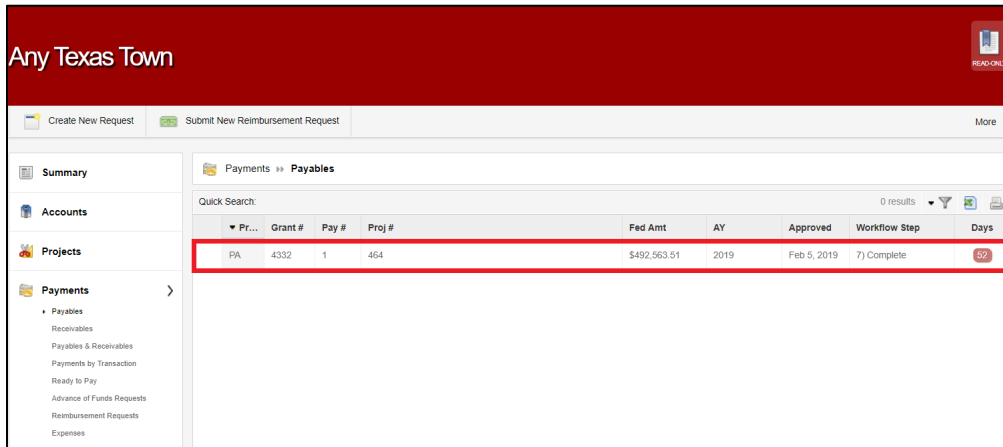 Any Texas Town
READ-ONL
Create New Request
Submit New Reimbursement Request
More
Summary
Accounts
Projects
Payments
Payables
Receivables
Payables & Receivables
Payments by Transaction
Ready to Pay
Advance of Funds Requests
Reimbursement Requests
Expenses
Payments Payables
Quick Search: 0 results
Pr... Grant # Pay # Proj # Fed Amt AY Approved Workflow Step Days
PA 4332 1 464 $492,563.51 2019 Feb 5, 2019 7) Complete 52